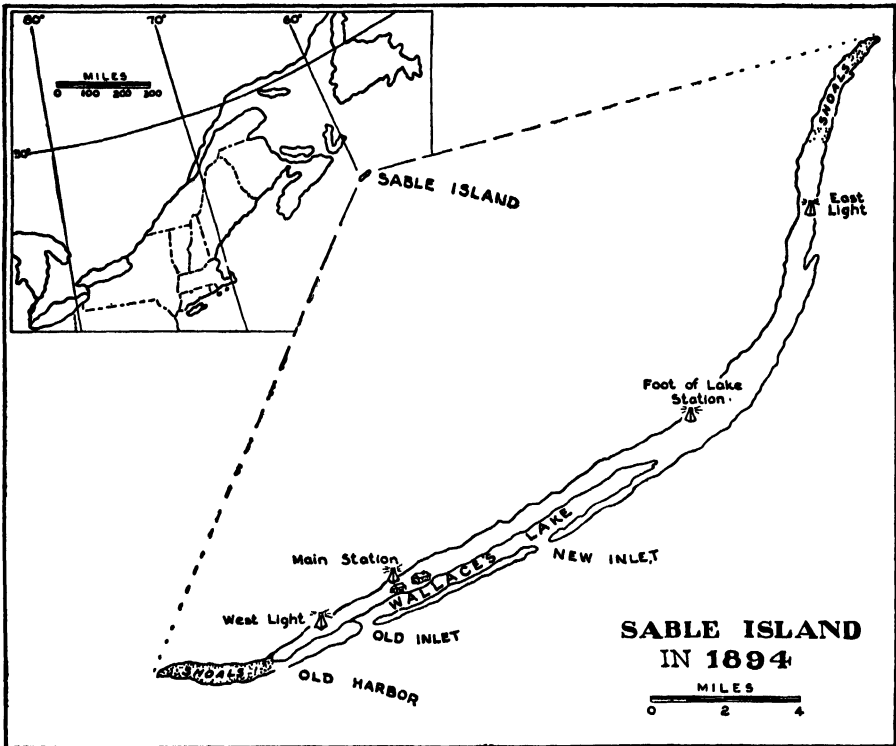 80°
70°
60°
MILES
0 100 200 300
50°
SABLE ISLAND
SHOALS
East
Light
Foot of Lake
Station.
WALLACES LAKE
NEW INLET.
Main Station
West Light
OLD INLET
SHOALS
OLD HARBOR
SABLE ISLAND
IN 1894
MILES
0 2 4